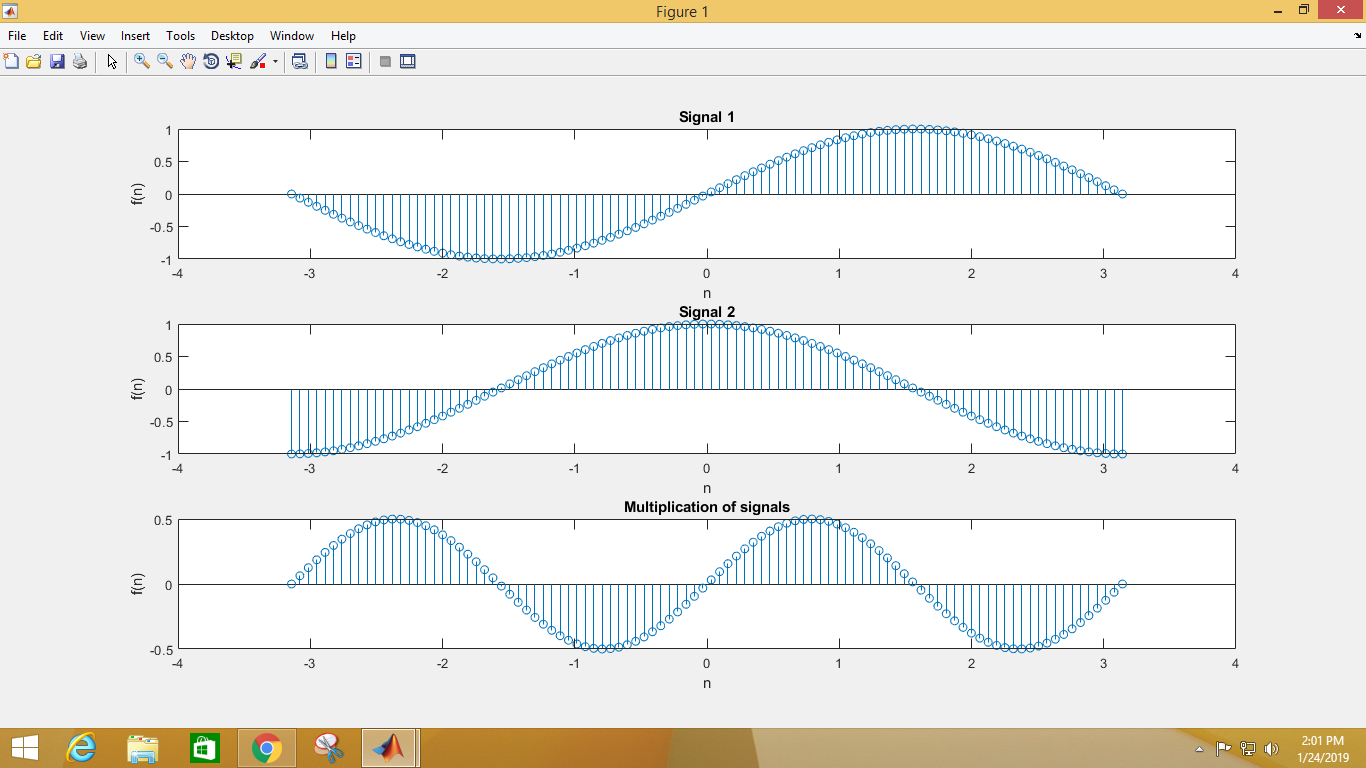 Figure 1
File Edit View Insert Tools Desktop Window Help
Signal 1
1
0.5
0
-0.5
-1
f(n)
-4 -3 -2 -1 0 1 2 3 4
n
Signal 2
1
0.5
0
-0.5
-1
f(n)
-4 -3 -2 -1 0 1 2 3 4
n
Multiplication of signals
0.5
0
-0.5
f(n)
-4 -3 -2 -1 0 1 2 3 4
n
2:01 PM
1/24/2019